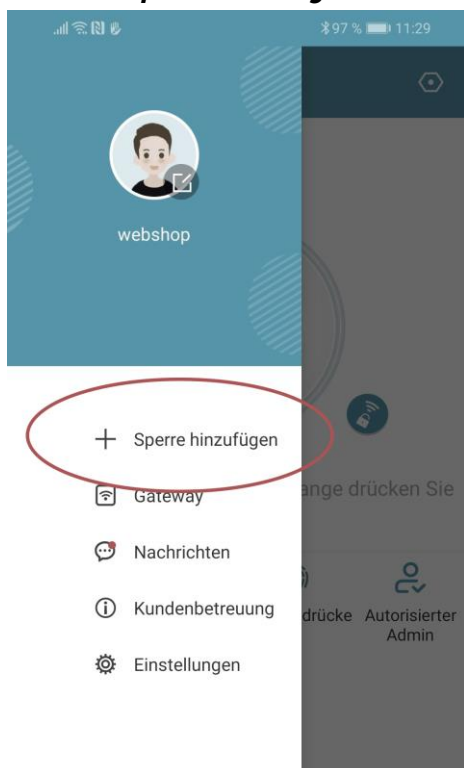 97 % 11:29
webshop
Sperre hinzufügen
Gateway
ange drücken Sie
Nachrichten
Kundenbetreuung
drücke Autorisierter
Admin
Einstellungen